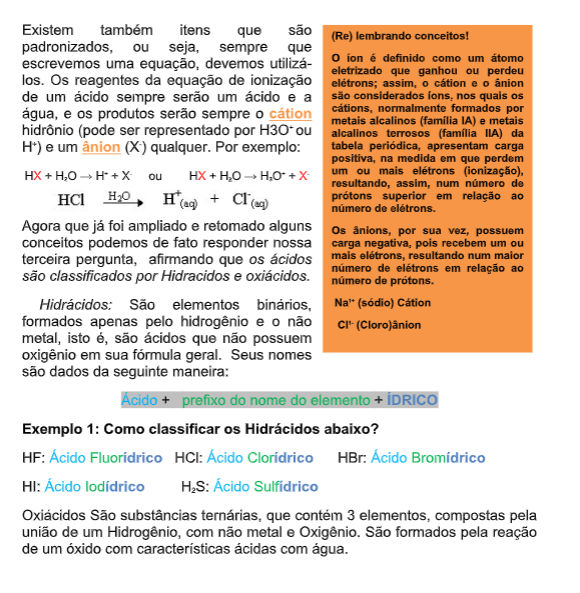 Existem também itens que são
padronizados, ou seja, sempre que
escrevemos uma equação, devemos utilizá-
los. Os reagentes da equação de ionização
de um ácido sempre serão um ácido e a
água, e os produtos serão sempre o cátion
hidrônio (pode ser representado por H3O⁺ ou
H⁺) e um ânion (X⁻) qualquer. Por exemplo:
HX + H₂O → H⁺ + X⁻ ou HX + H₂O → H₃O⁺ + X⁻
HCl H₂O → H⁺(aq) + Cl⁻(aq)
Agora que já foi ampliado e retomado alguns
conceitos podemos de fato responder nossa
terceira pergunta, afirmando que os ácidos
são classificados por Hidracidos e oxiácidos.
Hidrácidos: São elementos binários,
formados apenas pelo hidrogênio e o não
metal, isto é, são ácidos que não possuem
oxigênio em sua fórmula geral. Seus nomes
são dados da seguinte maneira:
(Re) lembrando conceitos!
O íon é definido como um átomo
eletrizado que ganhou ou perdeu
elétrons; assim, o cátion e o ânion
são considerados íons, nos quais os
cátions, normalmente formados por
metais alcalinos (família IA) e metais
alcalinos terrosos (família IIA) da
tabela periódica, apresentam carga
positiva, na medida em que perdem
um ou mais elétrons (ionização),
resultando, assim, num número de
prótons superior em relação ao
número de elétrons.
Os ânions, por sua vez, possuem
carga negativa, pois recebem um ou
mais elétrons, resultando num maior
número de elétrons em relação ao
número de prótons.
Na¹⁺ (sódio) Cátion
Cl¹⁻ (Cloro)ânion
Ácido + prefixo do nome do elemento + ÍDRICO
Exemplo 1: Como classificar os Hidrácidos abaixo?
HF: Ácido Fluorídrico HCl: Ácido Clorídrico HBr: Ácido Bromídrico
HI: Ácido Iodídrico H₂S: Ácido Sulfídrico
Oxiácidos São substâncias ternárias, que contém 3 elementos, compostas pela
união de um Hidrogênio, com não metal e Oxigênio. São formados pela reação
de um óxido com características ácidas com água.